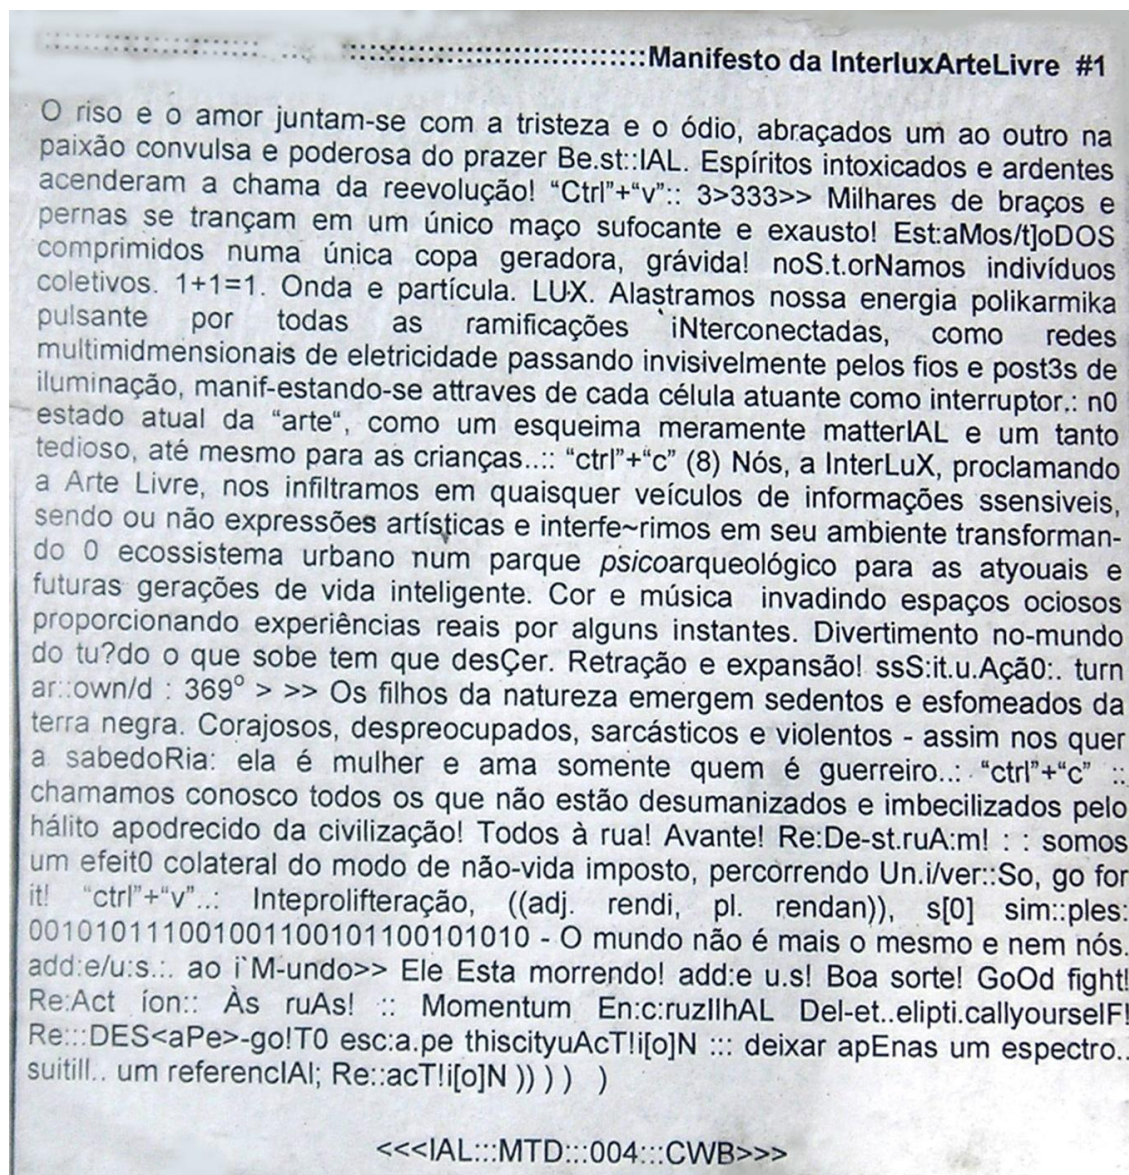 ::::::::::::::::::::::::::: ::. :::::::::::::::::::::::::::::::::::Manifesto da InterluxArteLivre #1
O riso e o amor juntam-se com a tristeza e o ódio, abraçados um ao outro na
paixão convulsa e poderosa do prazer Be.st::IAL. Espíritos intoxicados e ardentes
acenderam a chama da reevolução! “Ctrl”+“v”:: 3>333>> Milhares de braços e
pernas se trançam em um único maço sufocante e exausto! Est:aMos/t]oDOS
comprimidos numa única copa geradora, grávida! noS.t.orNamos indivíduos
coletivos. 1+1=1. Onda e partícula. LUX. Alastramos nossa energia polikarmika
pulsante por todas as ramificações `iNterconectadas, como redes
multimidmensionais de eletricidade passando invisivelmente pelos fios e post3s de
iluminação, manif-estando-se attraves de cada célula atuante como interruptor.: n0
estado atual da “arte“, como um esqueima meramente matterIAL e um tanto
tedioso, até mesmo para as crianças..:: “ctrl”+“c” (8) Nós, a InterLuX, proclamando
a Arte Livre, nos infiltramos em quaisquer veículos de informações ssensiveis,
sendo ou não expressões artísticas e interfe~rimos em seu ambiente transforman-
do 0 ecossistema urbano num parque psicoarqueológico para as atyouais e
futuras gerações de vida inteligente. Cor e música invadindo espaços ociosos
proporcionando experiências reais por alguns instantes. Divertimento no-mundo
do tu?do o que sobe tem que desÇer. Retração e expansão! ssS:it.u.Açã0:. turn
ar::own/d : 369° > >> Os filhos da natureza emergem sedentos e esfomeados da
terra negra. Corajosos, despreocupados, sarcásticos e violentos - assim nos quer
a sabedoRia: ela é mulher e ama somente quem é guerreiro..: “ctrl”+“c” ::
chamamos conosco todos os que não estão desumanizados e imbecilizados pelo
hálito apodrecido da civilização! Todos à rua! Avante! Re:De-st.ruA:m! : : somos
um efeit0 colateral do modo de não-vida imposto, percorrendo Un.i/ver::So, go for
it! “ctrl”+“v”..: Inteprolifteração, ((adj. rendi, pl. rendan)), s[0] sim::ples:
001010111001001100101100101010 - O mundo não é mais o mesmo e nem nós.
add:e/u:s.:. ao i`M-undo>> Ele Esta morrendo! add:e u.s! Boa sorte! GoOd fight!
Re:Act íon:: Às ruAs! :: Momentum En:c:ruzIlhAL Del-et..elipti.callyourselF!
Re:::DES<aPe>-go!T0 esc:a.pe thiscityuAcT!i[o]N ::: deixar apEnas um espectro..
suitill.. um referencIAl; Re::acT!i[o]N )) ) ) )
<<<IAL:::MTD:::004:::CWB>>>